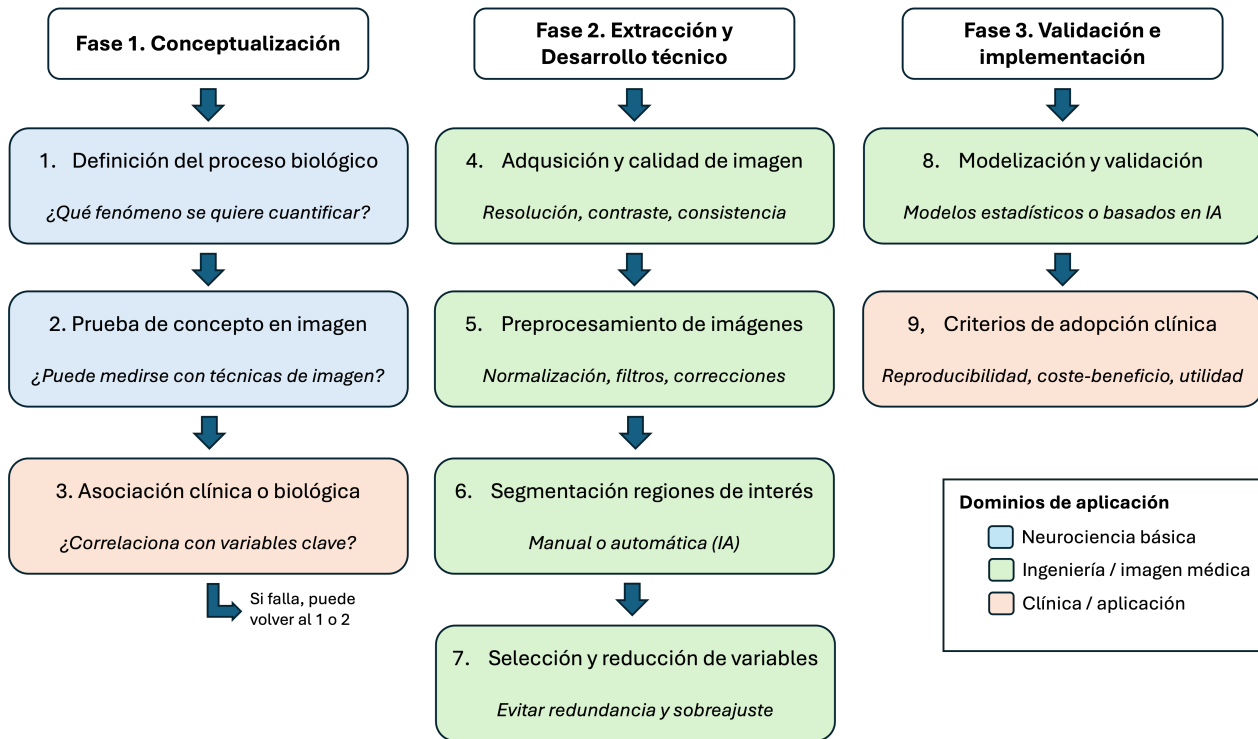 Fase 1. Conceptualización
1. Definición del proceso biológico
¿Qué fenómeno se quiere cuantificar?
2. Prueba de concepto en imagen
¿Puede medirse con técnicas de imagen?
3. Asociación clínica o biológica
¿Correlaciona con variables clave?
Si falla, puede
volver al 1 o 2
Fase 2. Extracción y
Desarrollo técnico
4. Adqusición y calidad de imagen
Resolución, contraste, consistencia
5. Preprocesamiento de imágenes
Normalización, filtros, correcciones
6. Segmentación regiones de interés
Manual o automática (IA)
7. Selección y reducción de variables
Evitar redundancia y sobreajuste
Fase 3. Validación e
implementación
8. Modelización y validación
Modelos estadísticos o basados en IA
9, Criterios de adopción clínica
Reproducibilidad, coste-beneficio, utilidad
Dominios de aplicación
Neurociencia básica
Ingeniería / imagen médica
Clínica / aplicación